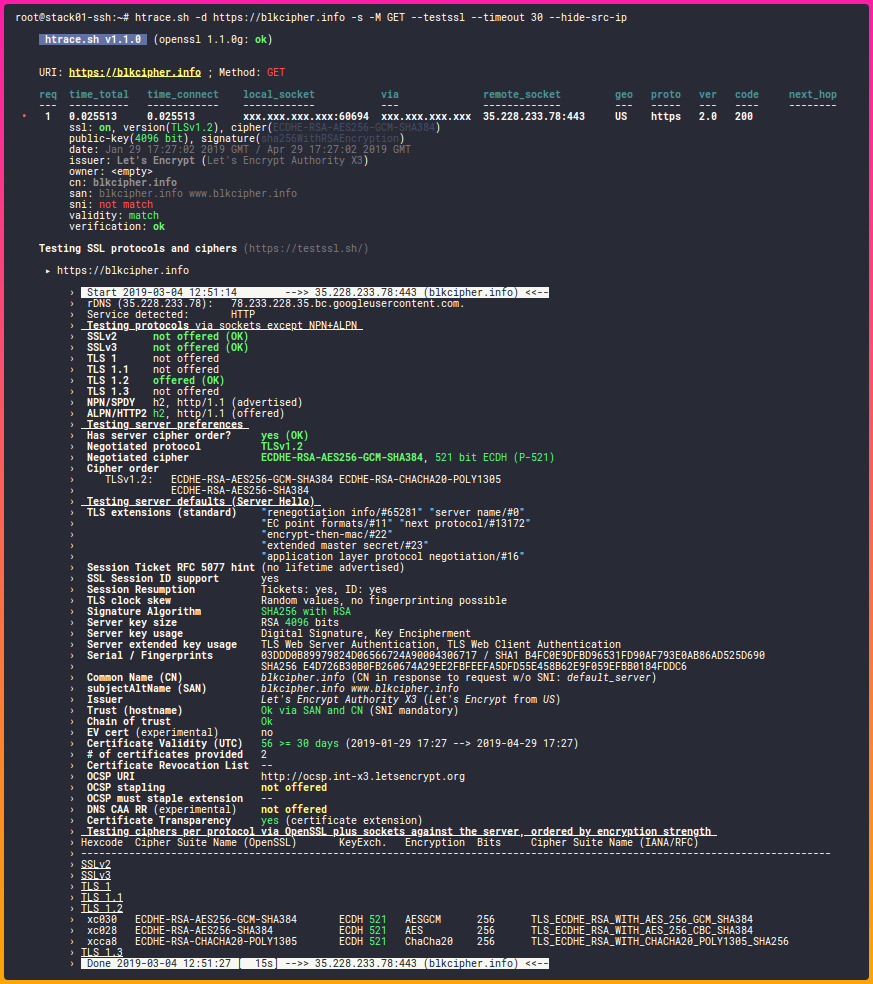 root@stack01-ssh:~# htrace.sh -d https://blkcipher.info -s -M GET --testssl --timeout 30 --hide-src-ip
htrace.sh v1.1.0 (openssl 1.1.0g: ok)
URI: https://blkcipher.info ; Method: GET
req time_total time_connect local_socket via remote_socket geo proto ver code next_hop
--- ---------- ------------ ------------ --- ------------- --- ----- --- ---- --------
• 1 0.025513 0.025513 xxx.xxx.xxx.xxx:60694 xxx.xxx.xxx.xxx 35.228.233.78:443 US https 2.0 200
ssl: on, version(TLSv1.2), cipher(ECDHE-RSA-AES256-GCM-SHA384)
public-key(4096 bit), signature(sha256WithRSAEncryption)
date: Jan 29 17:27:02 2019 GMT / Apr 29 17:27:02 2019 GMT
issuer: Let's Encrypt (Let's Encrypt Authority X3)
owner: <empty>
cn: blkcipher.info
san: blkcipher.info www.blkcipher.info
sni: not match
validity: match
verification: ok
Testing SSL protocols and ciphers (https://testssl.sh/)
▸ https://blkcipher.info
› Start 2019-03-04 12:51:14 -->> 35.228.233.78:443 (blkcipher.info) <<--
› rDNS (35.228.233.78): 78.233.228.35.bc.googleusercontent.com.
› Service detected: HTTP
› Testing protocols via sockets except NPN+ALPN
› SSLv2 not offered (OK)
› SSLv3 not offered (OK)
› TLS 1 not offered
› TLS 1.1 not offered
› TLS 1.2 offered (OK)
› TLS 1.3 not offered
› NPN/SPDY h2, http/1.1 (advertised)
› ALPN/HTTP2 h2, http/1.1 (offered)
› Testing server preferences
› Has server cipher order? yes (OK)
› Negotiated protocol TLSv1.2
› Negotiated cipher ECDHE-RSA-AES256-GCM-SHA384, 521 bit ECDH (P-521)
› Cipher order
› TLSv1.2: ECDHE-RSA-AES256-GCM-SHA384 ECDHE-RSA-CHACHA20-POLY1305
› ECDHE-RSA-AES256-SHA384
› Testing server defaults (Server Hello)
› TLS extensions (standard) "renegotiation info/#65281" "server name/#0"
› "EC point formats/#11" "next protocol/#13172"
› "encrypt-then-mac/#22"
› "extended master secret/#23"
› "application layer protocol negotiation/#16"
› Session Ticket RFC 5077 hint (no lifetime advertised)
› SSL Session ID support yes
› Session Resumption Tickets: yes, ID: yes
› TLS clock skew Random values, no fingerprinting possible
› Signature Algorithm SHA256 with RSA
› Server key size RSA 4096 bits
› Server key usage Digital Signature, Key Encipherment
› Server extended key usage TLS Web Server Authentication, TLS Web Client Authentication
› Serial / Fingerprints 03DDD0B89979824D06566724A90004306717 / SHA1 B4FC0E9DFBD96531FD90AF793E0AB86AD525D690
› SHA256 E4D726B30B0FB260674A29EE2FBFEEFA5DFD55E458B62E9F059EFBB0184FDDC6
› Common Name (CN) blkcipher.info (CN in response to request w/o SNI: default_server)
› subjectAltName (SAN) blkcipher.info www.blkcipher.info
› Issuer Let's Encrypt Authority X3 (Let's Encrypt from US)
› Trust (hostname) Ok via SAN and CN (SNI mandatory)
› Chain of trust Ok
› EV cert (experimental) no
› Certificate Validity (UTC) 56 >= 30 days (2019-01-29 17:27 --> 2019-04-29 17:27)
› # of certificates provided 2
› Certificate Revocation List --
› OCSP URI http://ocsp.int-x3.letsencrypt.org
› OCSP stapling not offered
› OCSP must staple extension --
› DNS CAA RR (experimental) not offered
› Certificate Transparency yes (certificate extension)
› Testing ciphers per protocol via OpenSSL plus sockets against the server, ordered by encryption strength
› Hexcode Cipher Suite Name (OpenSSL) KeyExch. Encryption Bits Cipher Suite Name (IANA/RFC)
› -----------------------------------------------------------------------------------------------------------------------------
› SSLv2
› SSLv3
› TLS 1
› TLS 1.1
› TLS 1.2
› xc030 ECDHE-RSA-AES256-GCM-SHA384 ECDH 521 AESGCM 256 TLS_ECDHE_RSA_WITH_AES_256_GCM_SHA384
› xc028 ECDHE-RSA-AES256-SHA384 ECDH 521 AES 256 TLS_ECDHE_RSA_WITH_AES_256_CBC_SHA384
› xcca8 ECDHE-RSA-CHACHA20-POLY1305 ECDH 521 ChaCha20 256 TLS_ECDHE_RSA_WITH_CHACHA20_POLY1305_SHA256
› TLS 1.3
› Done 2019-03-04 12:51:27 [ 15s] -->> 35.228.233.78:443 (blkcipher.info) <<--